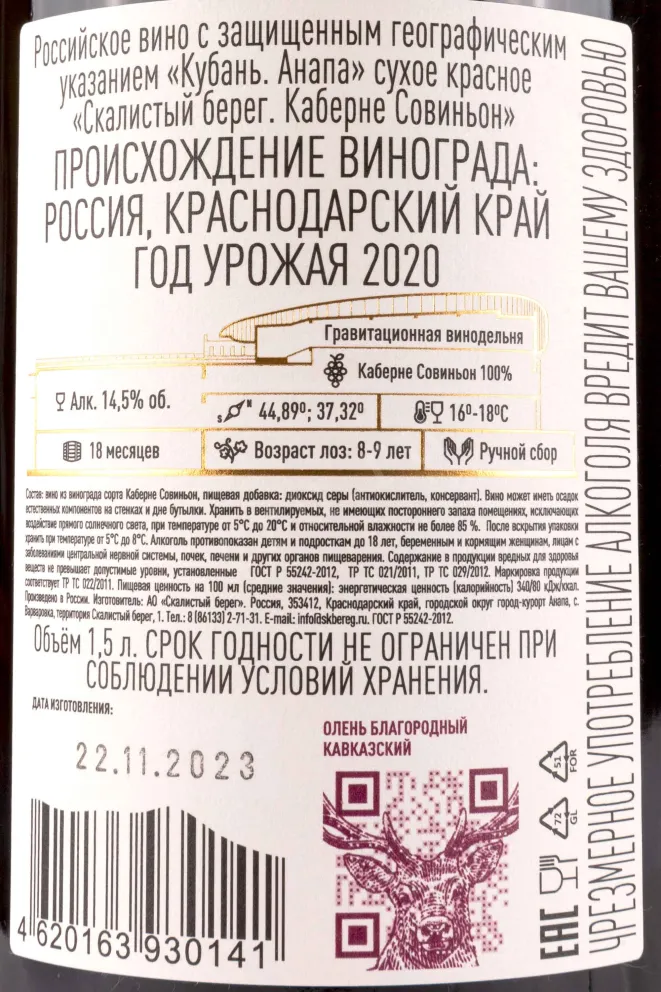 Российское вино с защищенным географическим
указанием «Кубань. Анапа» сухое красное
«Скалистый берег. Каберне Совиньон»
ПРОИСХОЖДЕНИЕ ВИНОГРАДА:
РОССИЯ, КРАСНОДАРСКИЙ КРАЙ
ГОД УРОЖАЯ 2020
Гравитационная винодельня
Каберне Совиньон 100%
Алк. 14,5% об.
S N 44,89º; 37,32º
16º-18ºС
18 месяцев
Возраст лоз: 8-9 лет
Ручной сбор
Состав: вино из винограда сорта Каберне Совиньон, пищевая добавка: диоксид серы (антиокислитель, консервант). Вино может иметь осадок
естественных компонентов на стенках и дне бутылки. Хранить в вентилируемых, не имеющих постороннего запаха помещениях, исключающих
воздействие прямого солнечного света, при температуре от 5°С до 20°С и относительной влажности не более 85 %. После вскрытия упаковки
хранить при температуре от 5°С до 8°С. Алкоголь противопоказан детям и подросткам до 18 лет, беременным и кормящим женщинам, лицам с
заболеваниями центральной нервной системы, почек, печени и других органов пищеварения. Содержание в продукции вредных для здоровья
веществ не превышает допустимые уровни, установленные ГОСТ Р 55242-2012, ТР ТС 021/2011, ТР ТС 029/2012. Маркировка продукции
соответствует ТР ТС 022/2011. Пищевая ценность на 100 мл (средние значения): энергетическая ценность (калорийность) 340/80 кДж/ккал.
Произведено в России. Изготовитель: АО «Скалистый берег». Россия, 353412, Краснодарский край, городской округ город-курорт Анапа, с.
Варваровка, территория Скалистый берег, 1. Тел.: 8 (86133) 2-71-31. E-mail: info@skbereg.ru. ГОСТ Р 55242-2012.
Объём 1,5 л. СРОК ГОДНОСТИ НЕ ОГРАНИЧЕН ПРИ
СОБЛЮДЕНИИ УСЛОВИЙ ХРАНЕНИЯ.
ДАТА ИЗГОТОВЛЕНИЯ:
22.11.2023
4 620163 930141
ОЛЕНЬ БЛАГОРОДНЫЙ
КАВКАЗСКИЙ
51
FOR
72
GL
EAC
ЧРЕЗМЕРНОЕ УПОТРЕБЛЕНИЕ АЛКОГОЛЯ ВРЕДИТ ВАШЕМУ ЗДОРОВЬЮ